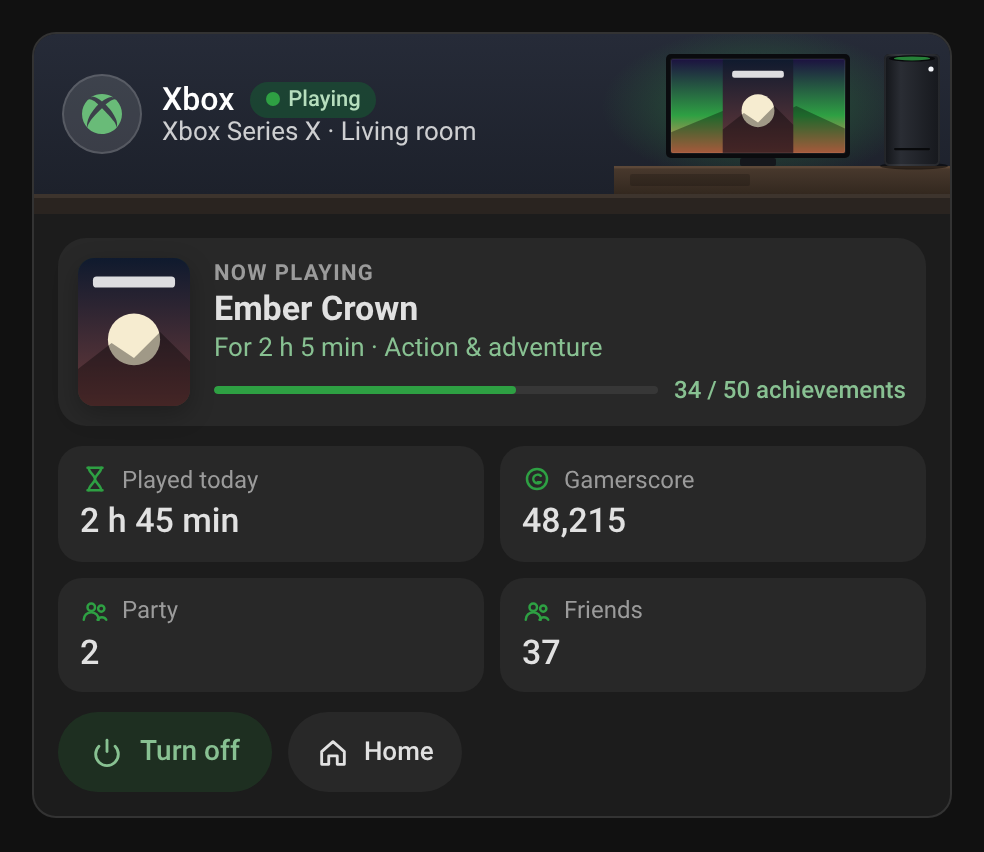 Xbox
Playing
Xbox Series X · Living room
NOW PLAYING
Ember Crown
For 2 h 5 min · Action & adventure
34 / 50 achievements
Played today
2 h 45 min
Gamerscore
48,215
Party
2
Friends
37
Turn off
Home